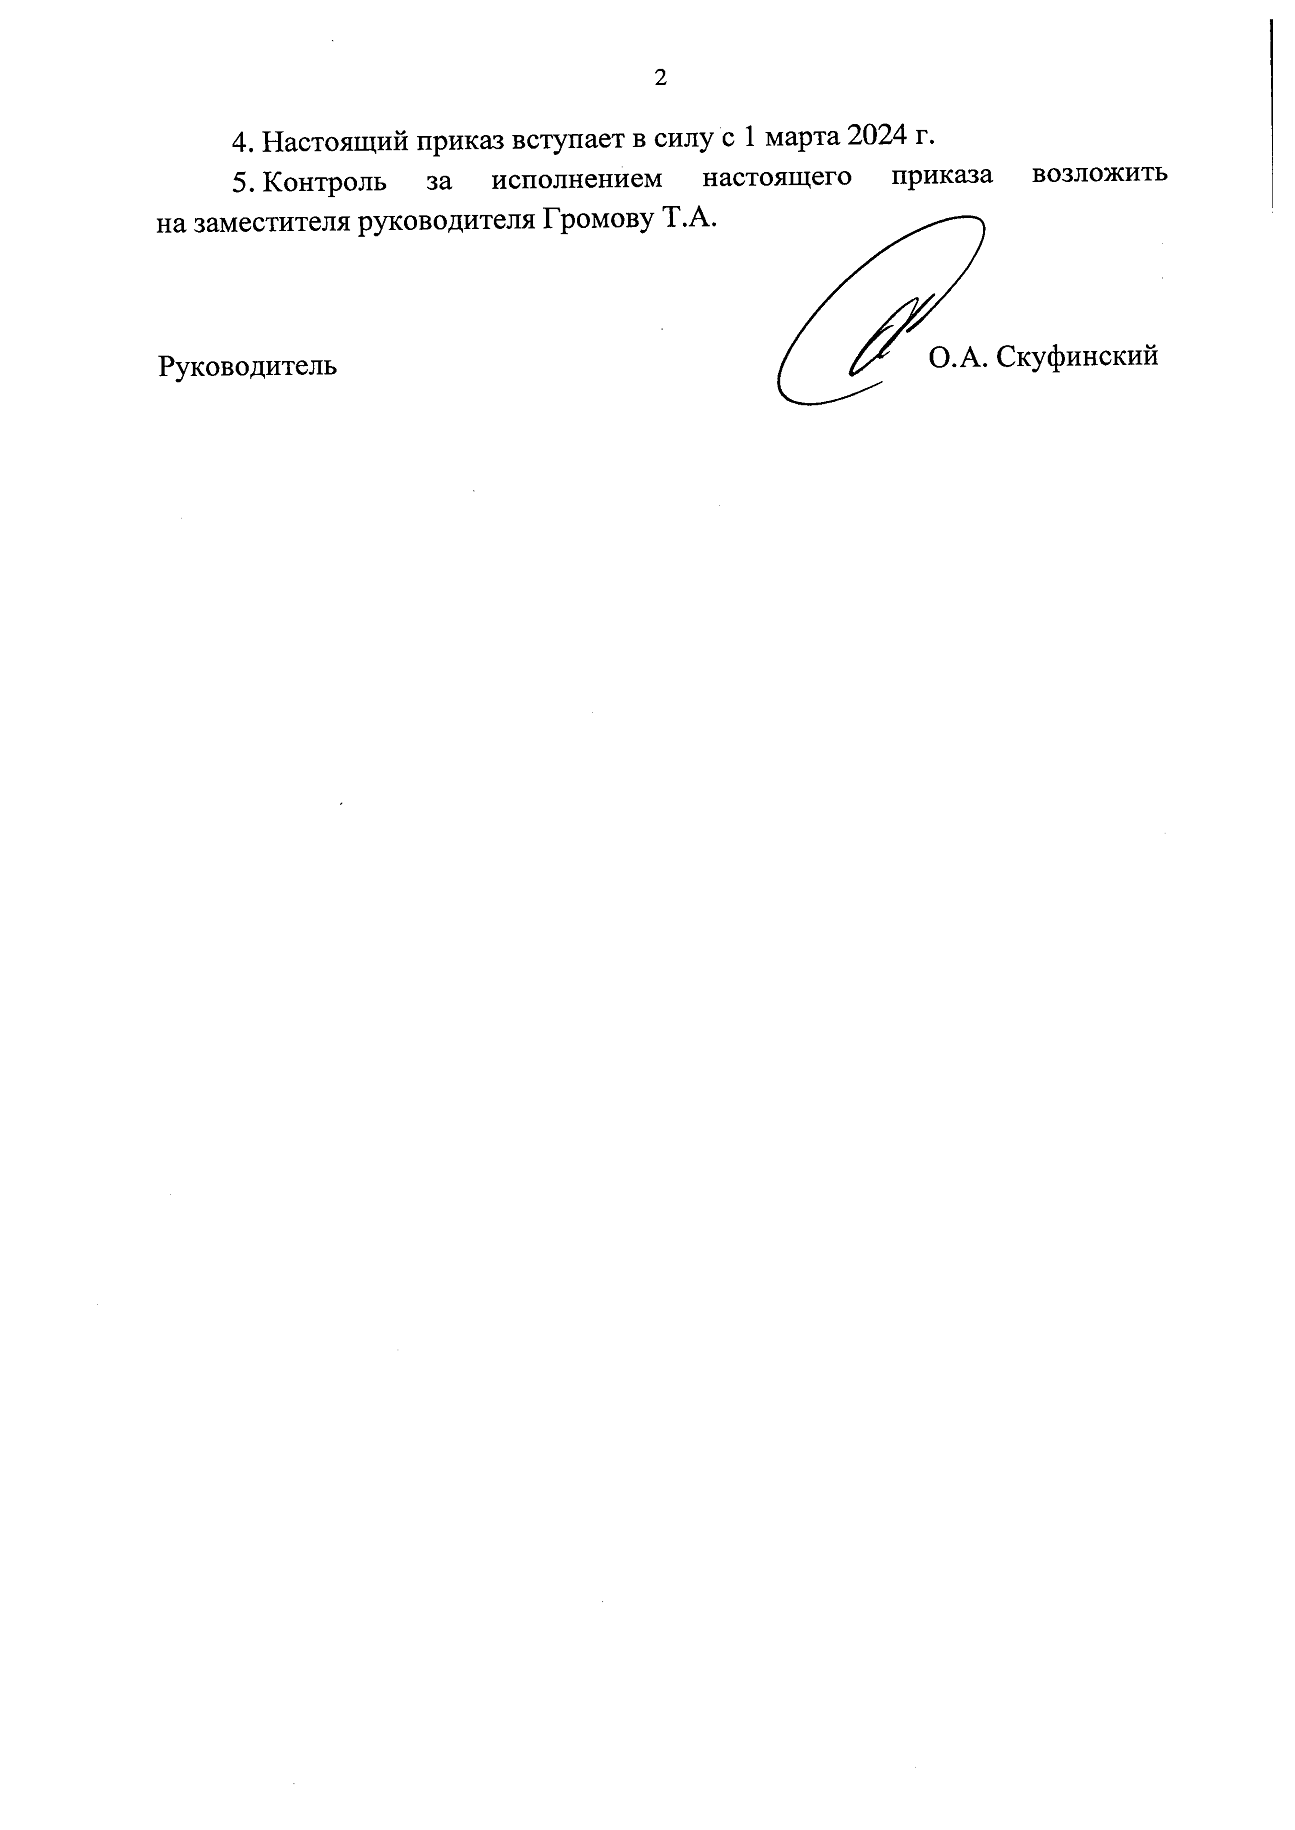 2
4. Настоящий приказ вступает в силу с 1 марта 2024 г.
5. Контроль за исполнением настоящего приказа возложить
на заместителя руководителя Громову Т.А.
Руководитель О.А. Скуфинский